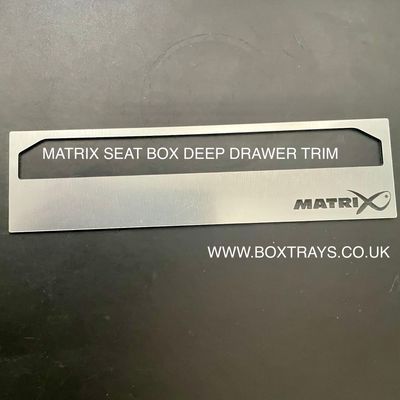 MATRIX SEAT BOX DEEP DRAWER TRIM
MATRIX
WWW.BOXTRAYS.CO.UK